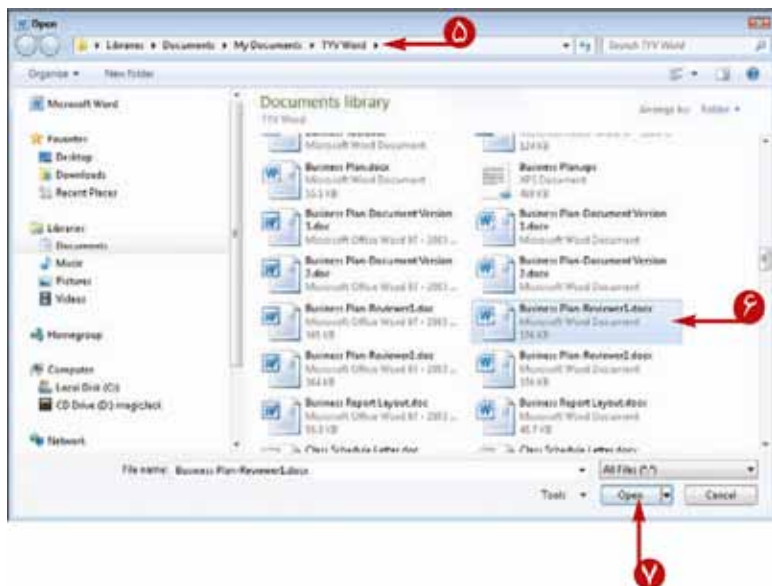 Open
Libraries ▸ Documents ▸ My Documents ▸ TYV Word ▸
۵
Search TYV Word
Organize
New folder
Microsoft Word
Favorites
Desktop
Downloads
Recent Places
Libraries
Documents
Music
Pictures
Videos
Homegroup
Computer
Local Disk (C:)
CD Drive (D:) magicJack
Network
Documents library
TYV Word
Arrange by: Folder
Microsoft Word Document
Business Plan.docx
Microsoft Word Document
Business Plan.xps
XPS Document
Business Plan-Document Version
1.doc
Microsoft Office Word 97 - 2003 ...
Business Plan-Document Version
1.docx
Microsoft Word Document
Business Plan-Document Version
2.doc
Microsoft Office Word 97 - 2003 ...
Business Plan-Document Version
2.docx
Microsoft Word Document
Business Plan-Reviewer1.doc
Microsoft Office Word 97 - 2003 ...
Business Plan-Reviewer1.docx
Microsoft Word Document
۶
Business Plan-Reviewer2.doc
Microsoft Office Word 97 - 2003 ...
Business Plan-Reviewer2.docx
Microsoft Word Document
Business Report Layout.doc
Microsoft Office Word 97 - 2003 ...
Business Report Layout.docx
Microsoft Word Document
Class Schedule Letter.doc
Class Schedule Letter.docx
File name: Business Plan-Reviewer1.docx
All Files (*.*)
Tools
Open
Cancel
۷